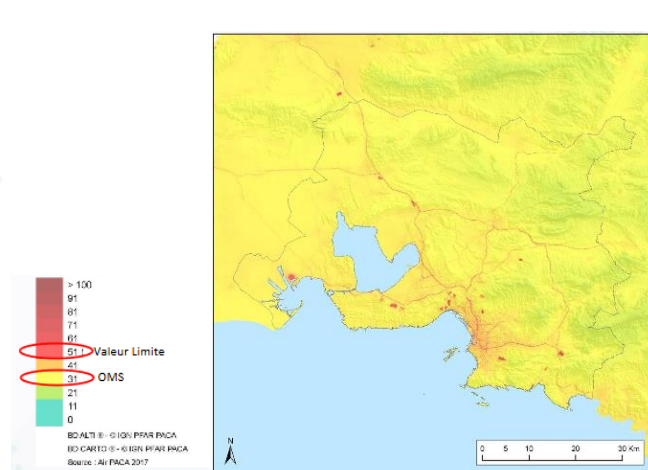 > 100
91
81
71
61
51 Valeur Limite
41
31 OMS
21
11
0
BD ALTI ® - © IGN PFAR PACA
BD CARTO ® - © IGN PFAR PACA
Source : Air PACA 2017
N
0 5 10 20 30 Km